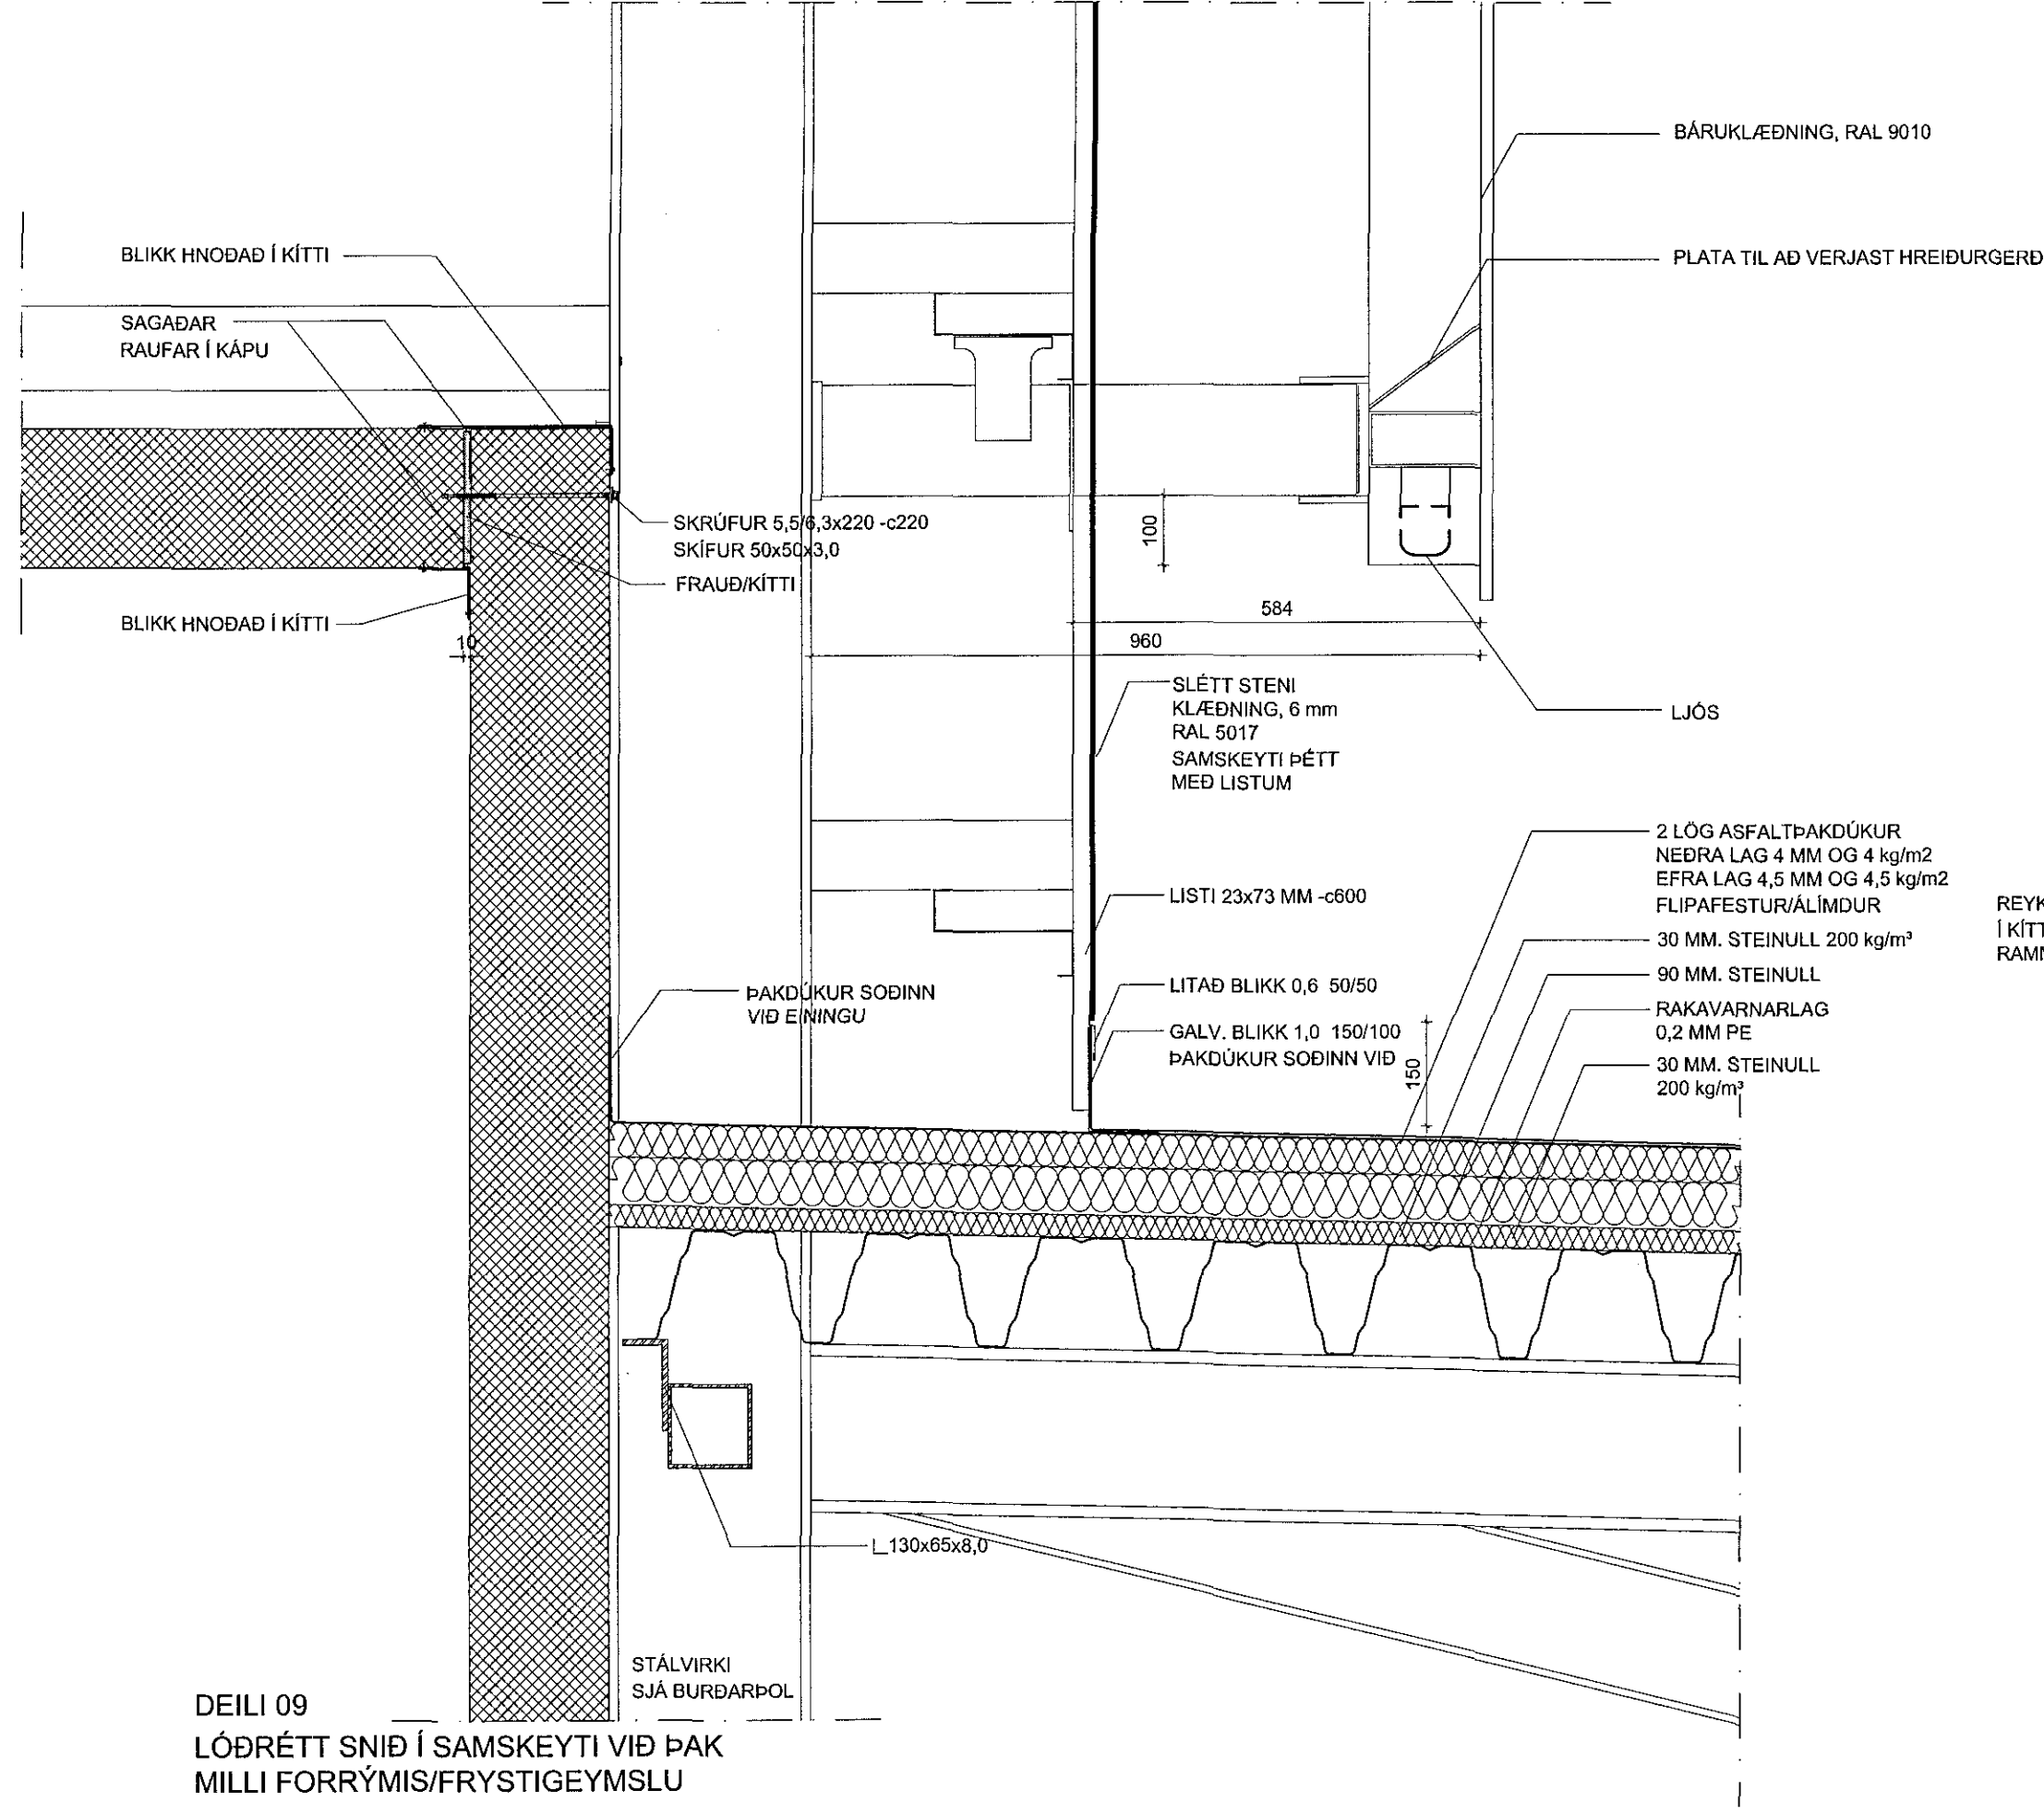 BÁRUKLÆÐNING, RAL 9010
PLATA TIL AÐ VERJAST HREIÐURGERÐ
BLIKK HNOÐAÐ Í KÍTTI
SAGAÐAR
RAUFAR Í KÁPU
SKRÚFUR 5,5/6,3x220 -c220
SKÍFUR 50x50x3,0
FRAUÐ/KÍTTI
BLIKK HNOÐAÐ Í KÍTTI
10
100
584
960
SLÉTT STENI
KLÆÐNING, 6 mm
RAL 5017
SAMSKEYTI ÞÉTT
MEÐ LISTUM
LJÓS
2 LÖG ASFALTÞAKDÚKUR
NEÐRA LAG 4 MM OG 4 kg/m2
EFRA LAG 4,5 MM OG 4,5 kg/m2
FLIPAFESTUR/ÁLÍMDUR
30 MM. STEINULL 200 kg/m³
90 MM. STEINULL
RAKAVARNARLAG
0,2 MM PE
30 MM. STEINULL
200 kg/m³
REYK
Í KÍTT
RAMM
LISTI 23x73 MM -c600
LITAÐ BLIKK 0,6 50/50
GALV. BLIKK 1,0 150/100
ÞAKDÚKUR SOÐINN VIÐ
150
ÞAKDÚKUR SOÐINN
VIÐ EININGU
L 130x65x8,0
STÁLVIRKI
SJÁ BURÐARÞOL
DEILI 09
LÓÐRÉTT SNIÐ Í SAMSKEYTI VIÐ ÞAK
MILLI FORRÝMIS/FRYSTIGEYMSLU